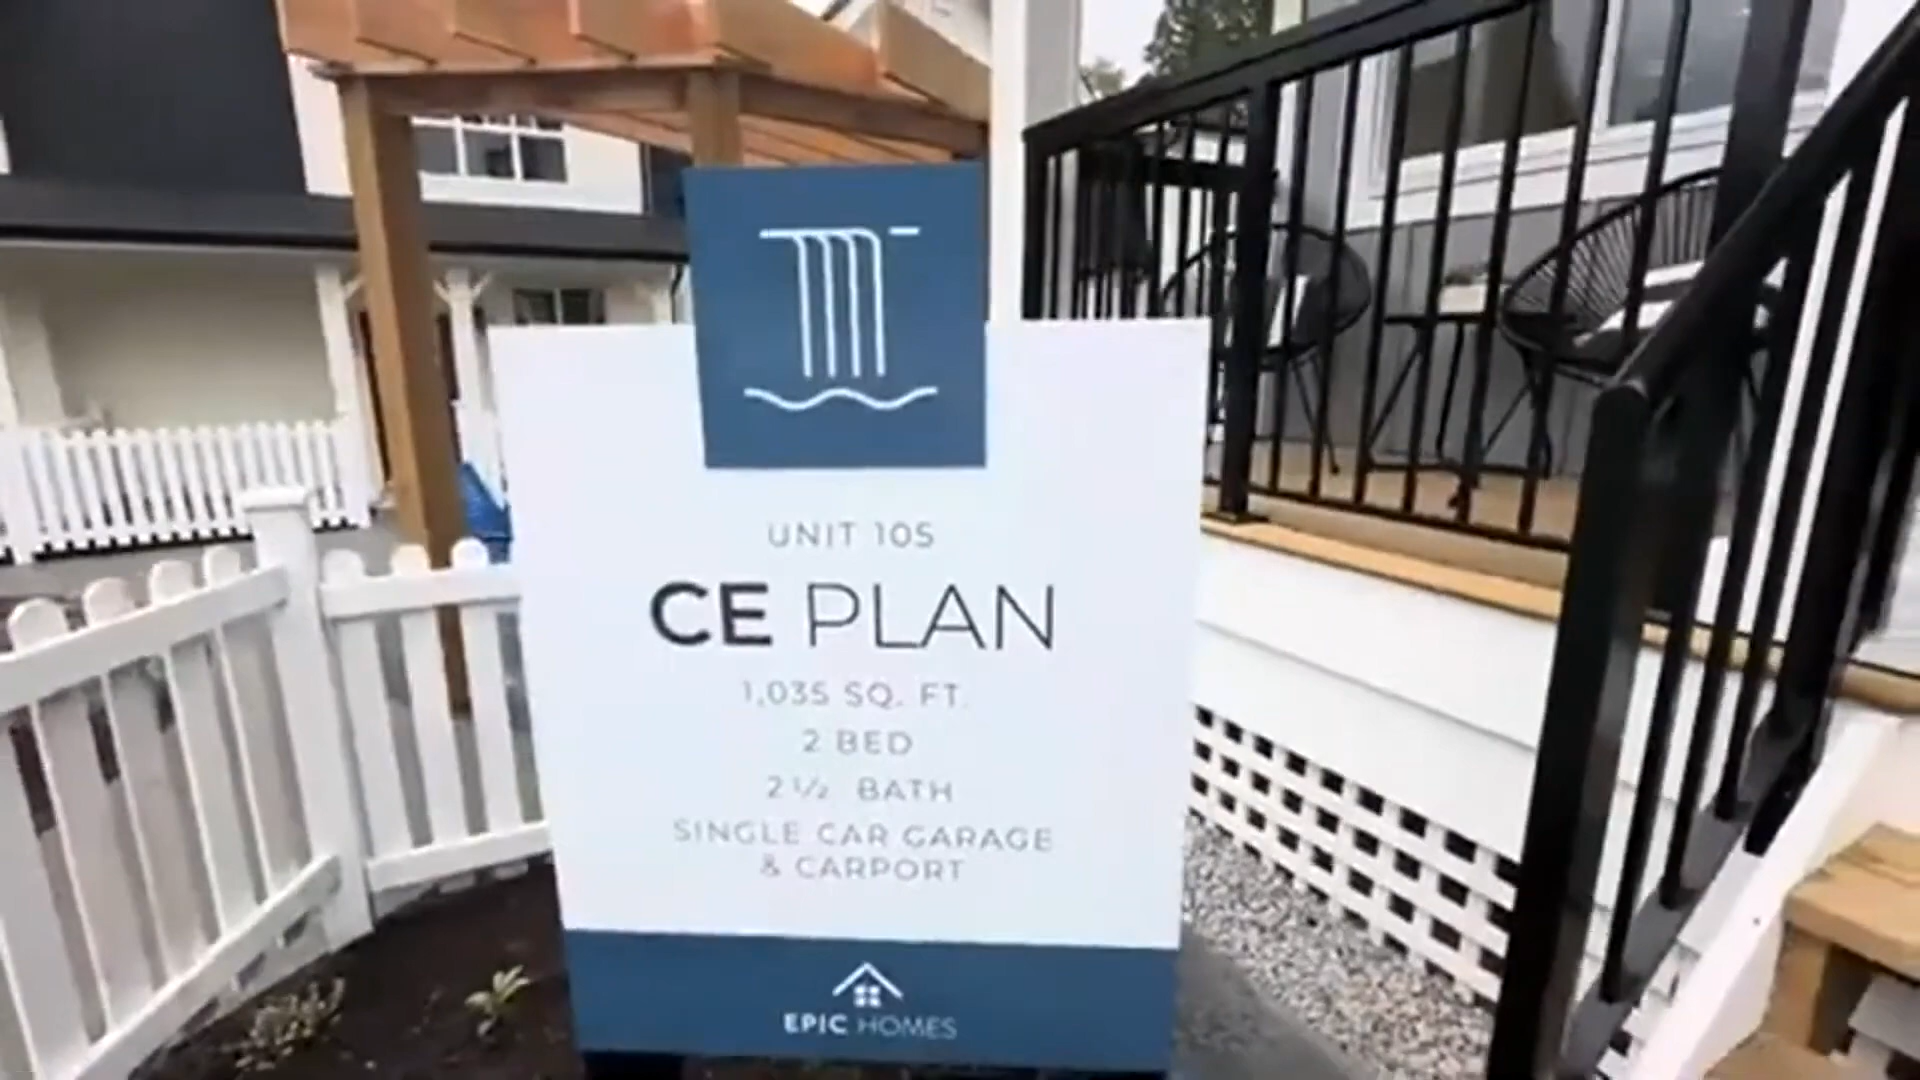 UNIT 105
CE PLAN
1,035 SQ. FT.
2 BED
2 ½ BATH
SINGLE CAR GARAGE
& CARPORT
EPIC HOMES